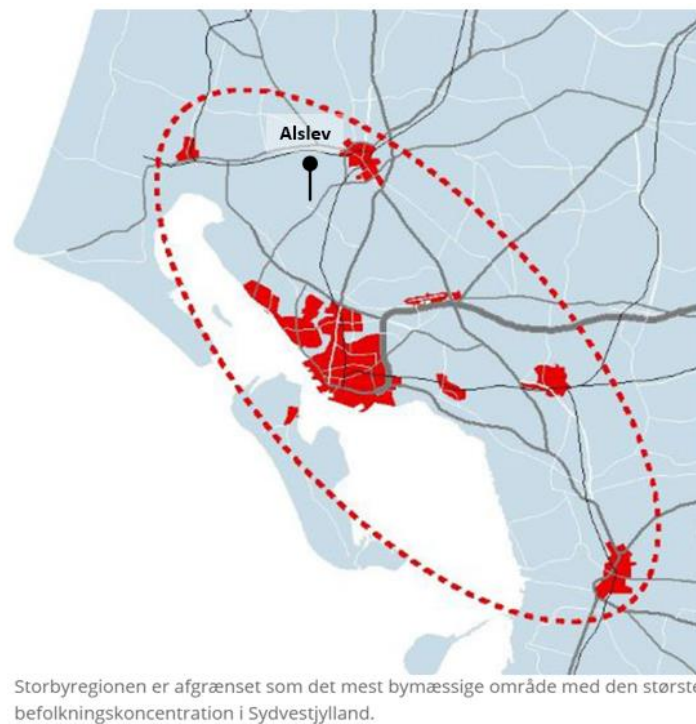 Alslev
Storbyregionen er afgrænset som det mest bymæssige område med den største
befolkningskoncentration i Sydvestjylland.